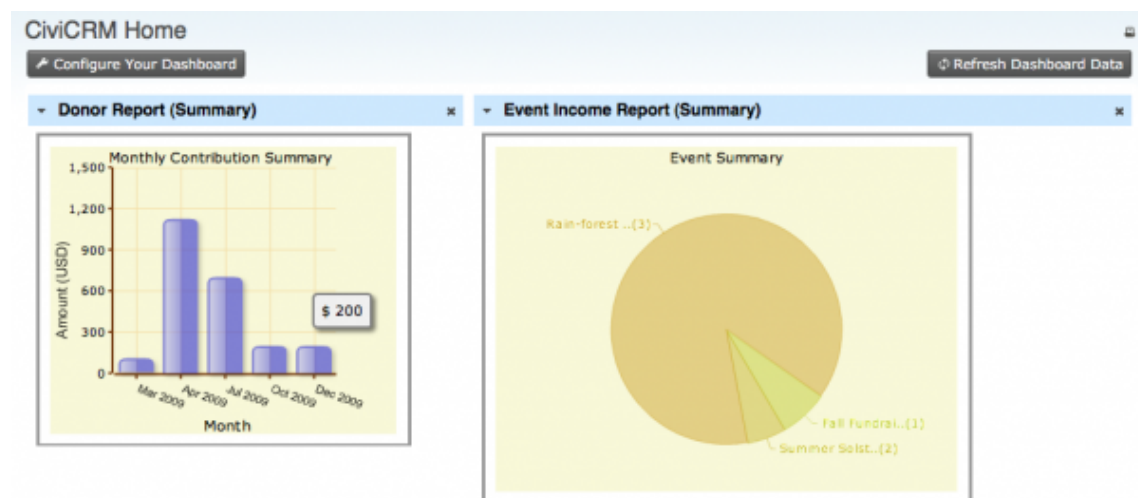 CiviCRM Home
Configure Your Dashboard
Refresh Dashboard Data
Donor Report (Summary)
Monthly Contribution Summary
1,500
1,200
900
600
300
0
Amount (USD)
$ 200
Mar 2009
Apr 2009
Jul 2009
Oct 2009
Dec 2009
Month
Event Income Report (Summary)
Event Summary
Rain-forest ..(3)
Fall Fundrai..(1)
Summer Solst..(2)